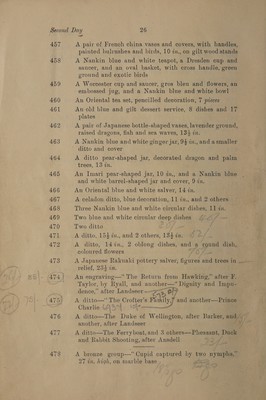 Second Day 26
457 A pair of French china vases and covers, with handles, painted bulrushes and birds, 10 in., on gilt wood stands
458 A Nankin blue and white teapot, a Dresden cup and saucer, and an oval basket, with cross handle, green ground and exotic birds
459 A Worcester cup and saucer, gros bleu and flowers, an embossed jug, and a Nankin blue and white bowl
460 An Oriental tea set, pencilled decoration, 7 pieces
461 An old blue and gilt dessert service, 8 dishes and 17 plates
462 A pair of Japanese bottle-shaped vases, lavender ground, raised dragons, fish and sea waves, 12½ in.
463 A Nankin blue and white ginger jar, 9½ in., and a smaller ditto and cover
464 A ditto pear-shaped jar, decorated dragon and palm trees, 13 in.
465 An Imari pear-shaped jar, 10 in., and a Nankin blue and white barrel-shaped jar and cover, 9 in.
466 An Oriental blue and white salver, 14 in.
467 A celadon ditto, blue decoration, 11 in., and 2 others
468 Three Nankin blue and white circular dishes, 11 in.
469 Two blue and white circular deep dishes
470 Two ditto
471 A ditto, 15½ in., and 2 others, 13½ in.
472 A ditto, 14 in., 2 oblong dishes, and a round dish, coloured flowers
473 A Japanese Rakuski pottery salver, figures and trees in relief, 22½ in.
474 An engraving—“ The Return from Hawking,” after F. Taylor, by Ryall, and another—“ Dignity and Impudence,” after Landseer
475 A ditto—“ The Crofter's Family,” and another—Prince Charlie
476 A ditto—The Duke of Wellington, after Barker, and another, after Landseer
477 A ditto—The Ferry boat, and 3 others—Pheasant, Duck and Rabbit Shooting, after Ansdell
478 A bronze group—“ Cupid captured by two nymphs,” 27 in. high, on marble base